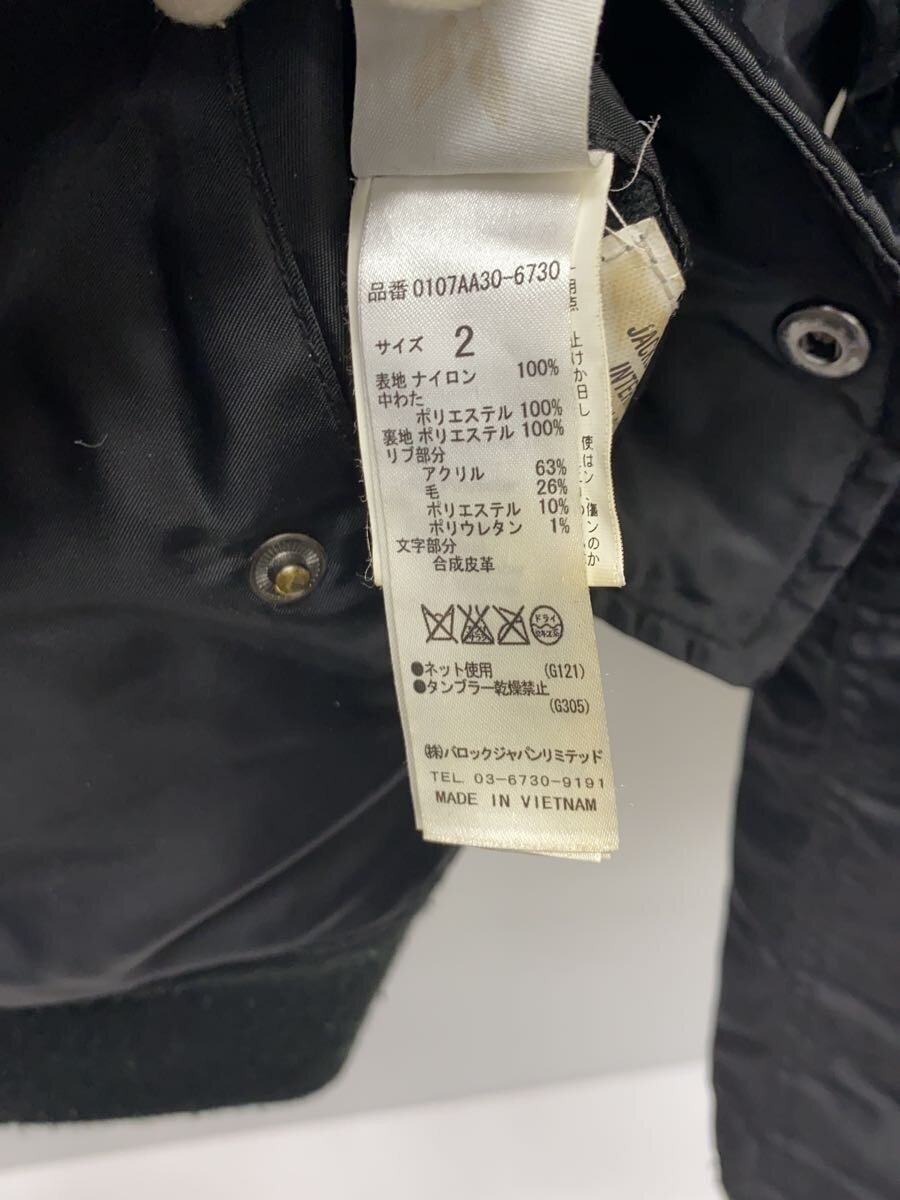 品番 0107AA30-6730
サイズ 2
表地 ナイロン 100%
中わた
ポリエステル 100%
裏地 ポリエステル 100%
リブ部分
アクリル 63%
毛 26%
ポリエステル 10%
ポリウレタン 1%
文字部分
合成皮革
ドライ
●ネット使用 (G121)
●タンブラー乾燥禁止
(G305)
(株)バロックジャパンリミテッド
TEL. 03-6730-9191
MADE IN VIETNAM